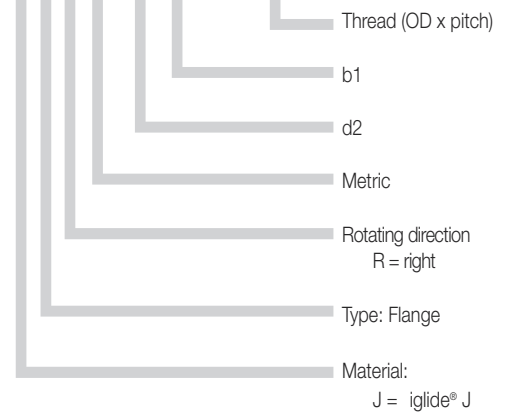 Thread (OD x pitch)
b1
d2
Metric
Rotating direction
R = right
Type: Flange
Material:
J = iglide® J